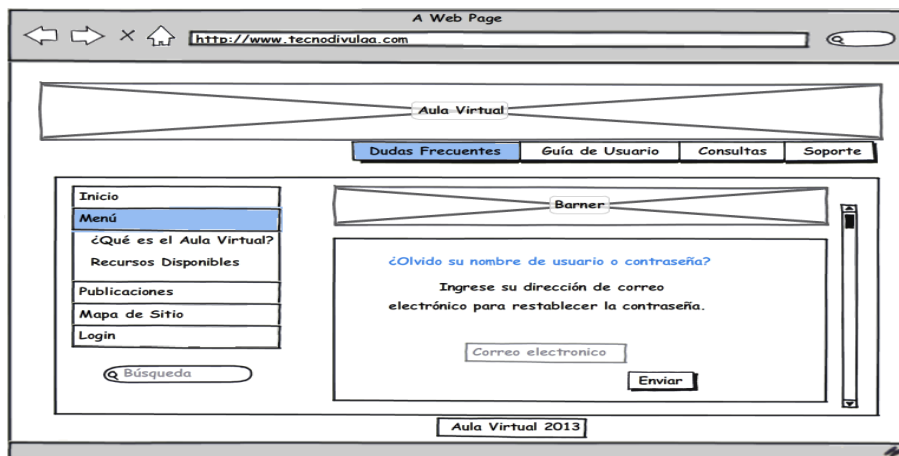 A Web Page
http://www.tecnodivulga.com
Aula Virtual
Dudas Frecuentes
Guía de Usuario
Consultas
Soporte
Inicio
Menú
¿Qué es el Aula Virtual?
Recursos Disponibles
Publicaciones
Mapa de Sitio
Login
Búsqueda
Barner
¿Olvido su nombre de usuario o contraseña?
Ingrese su dirección de correo
electrónico para restablecer la contraseña.
Correo electronico
Enviar
Aula Virtual 2013